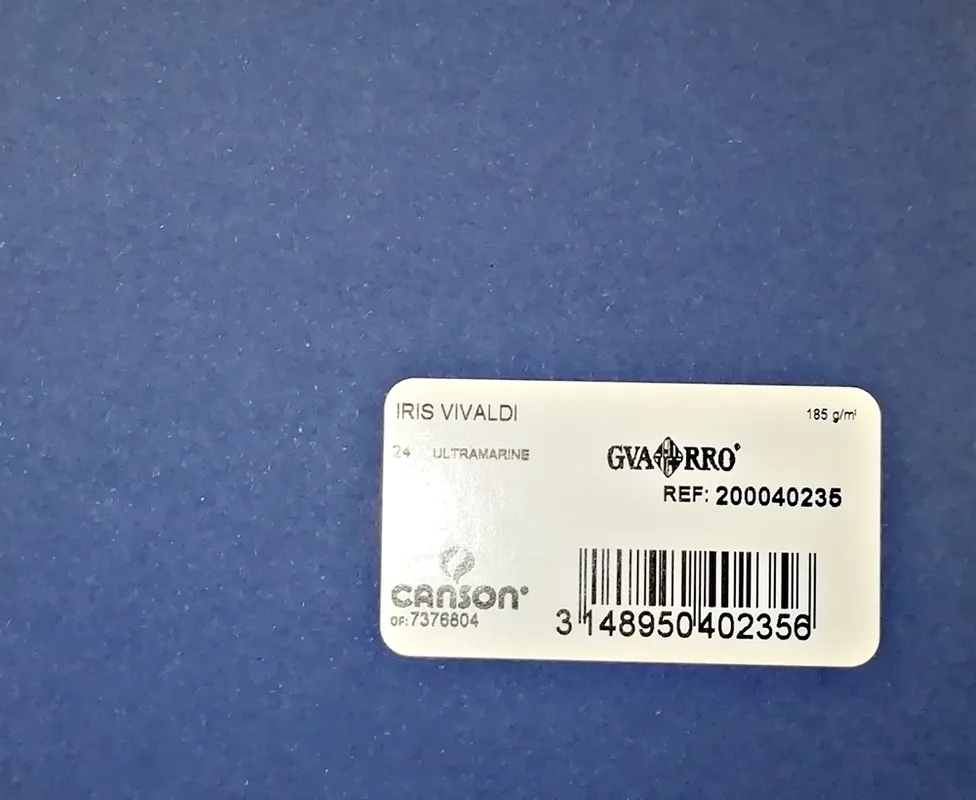 IRIS VIVALDI
185 g/m²
24 ULTRAMARINE
GVARRO
REF: 200040235
CANSON
OF: 7376804
3 148950 402356